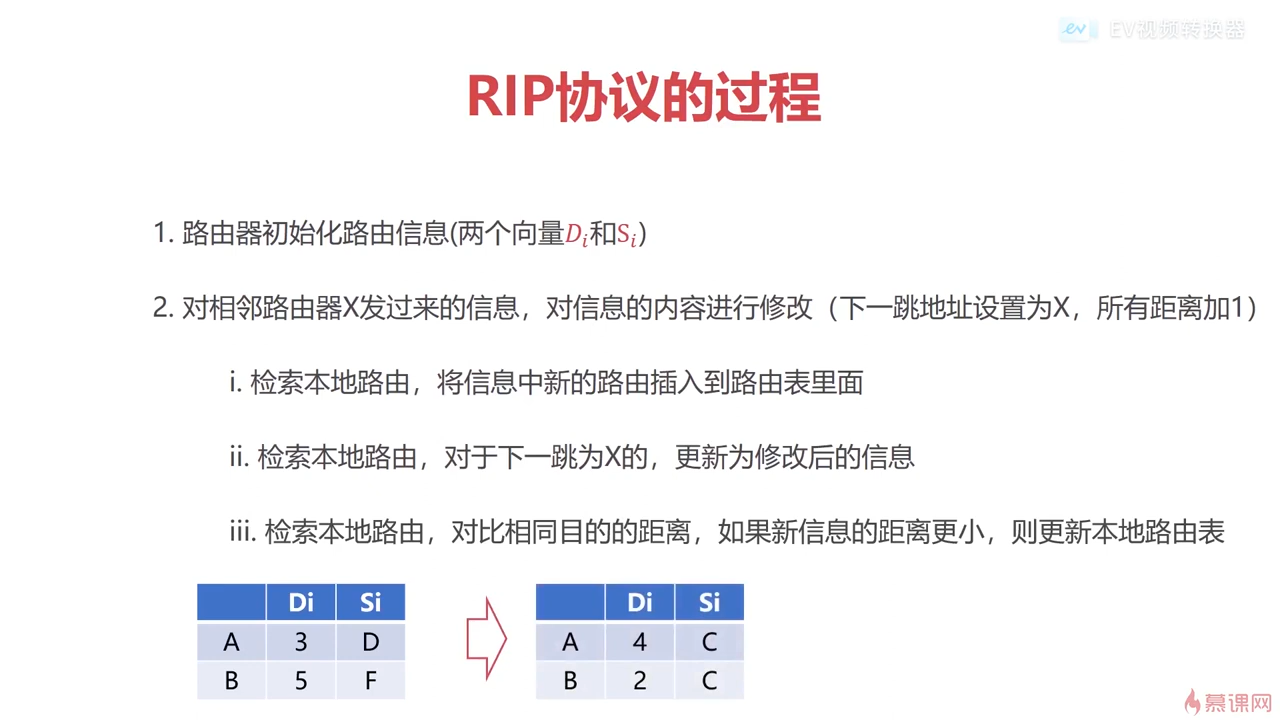 ev EV视频转换器
RIP协议的过程
1. 路由器初始化路由信息(两个向量Di和Si)
2. 对相邻路由器X发过来的信息，对信息的内容进行修改（下一跳地址设置为X，所有距离加1）
i. 检索本地路由，将信息中新的路由插入到路由表里面
ii. 检索本地路由，对于下一跳为X的，更新为修改后的信息
iii. 检索本地路由，对比相同目的的距离，如果新信息的距离更小，则更新本地路由表
Di Si
A 3 D
B 5 F
Di Si
A 4 C
B 2 C
慕课网